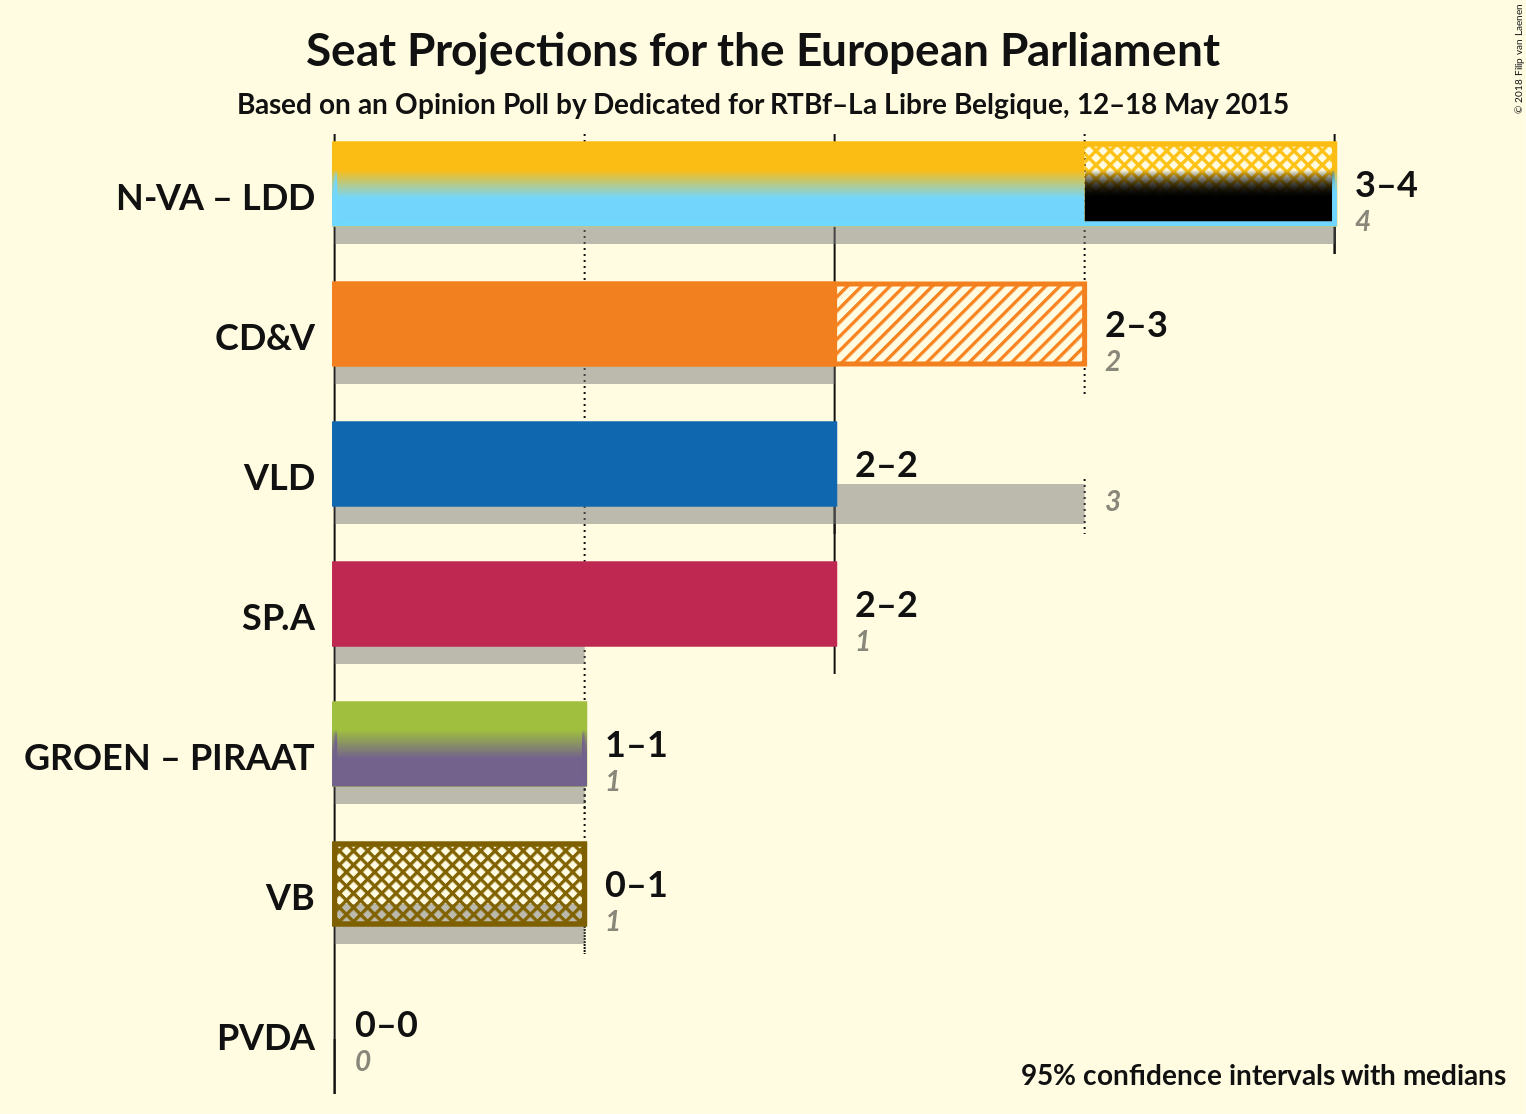 Seat Projections for the European Parliament
Based on an Opinion Poll by Dedicated for RTBf–La Libre Belgique, 12–18 May 2015
© 2018 Filip van Laenen
N-VA – LDD
3–4
4
CD&V
2–3
2
VLD
2–2
3
SP.A
2–2
1
GROEN – PIRAAT
1–1
1
VB
0–1
1
PVDA
0–0
0
95% confidence intervals with medians